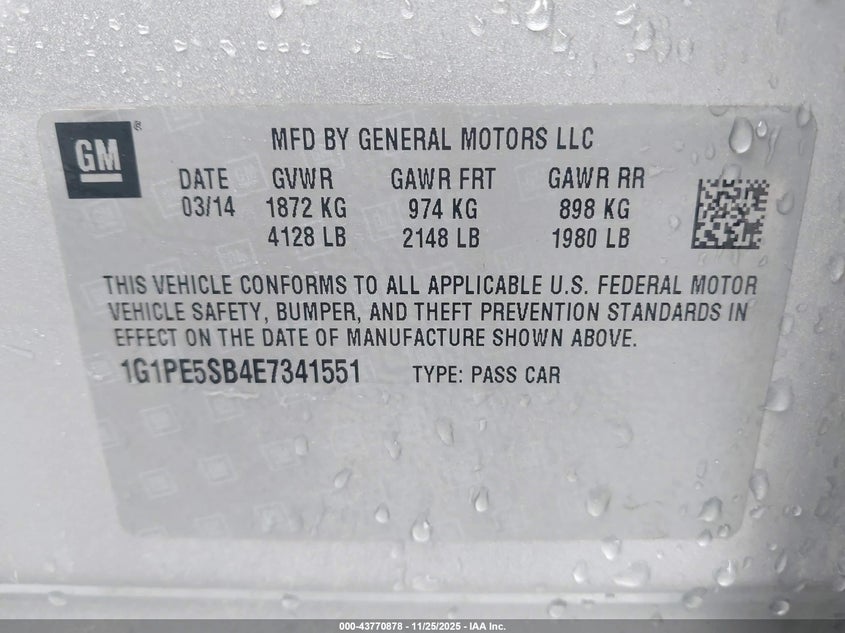 GM
®
MFD BY GENERAL MOTORS LLC
DATE GVWR GAWR FRT GAWR RR
03/14 1872 KG 974 KG 898 KG
4128 LB 2148 LB 1980 LB
THIS VEHICLE CONFORMS TO ALL APPLICABLE U.S. FEDERAL MOTOR
VEHICLE SAFETY, BUMPER, AND THEFT PREVENTION STANDARDS IN
EFFECT ON THE DATE OF MANUFACTURE SHOWN ABOVE.
1G1PE5SB4E7341551 TYPE: PASS CAR
000-43770878 - 11/25/2025 - IAA Inc.